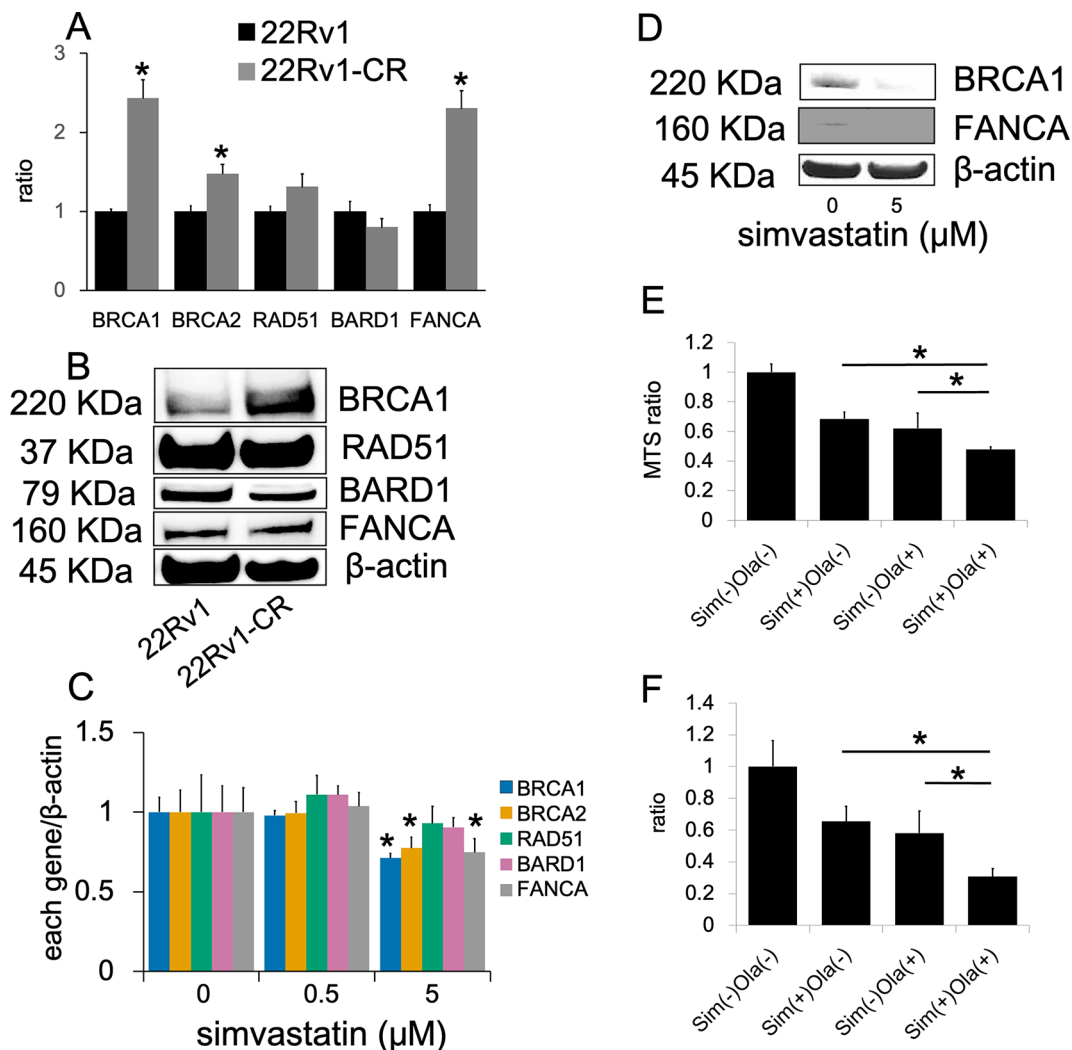 A
22Rv1
22Rv1-CR
3
2
1
0
ratio
*
*
*
BRCA1 BRCA2 RAD51 BARD1 FANCA
B
220 KDa BRCA1
37 KDa RAD51
79 KDa BARD1
160 KDa FANCA
45 KDa β-actin
22Rv1 22Rv1-CR
C
1.5
1
0.5
0
each gene/β-actin
* * *
BRCA1
BRCA2
RAD51
BARD1
FANCA
0 0.5 5
simvastatin (μM)
D
220 KDa BRCA1
160 KDa FANCA
45 KDa β-actin
0 5
simvastatin (μM)
E
1.2
1
0.8
0.6
0.4
0.2
0
MTS ratio
*
*
Sim(-)Ola(-) Sim(+)Ola(-) Sim(-)Ola(+) Sim(+)Ola(+)
F
1.4
1.2
1
0.8
0.6
0.4
0.2
0
ratio
*
*
Sim(-)Ola(-) Sim(+)Ola(-) Sim(-)Ola(+) Sim(+)Ola(+)